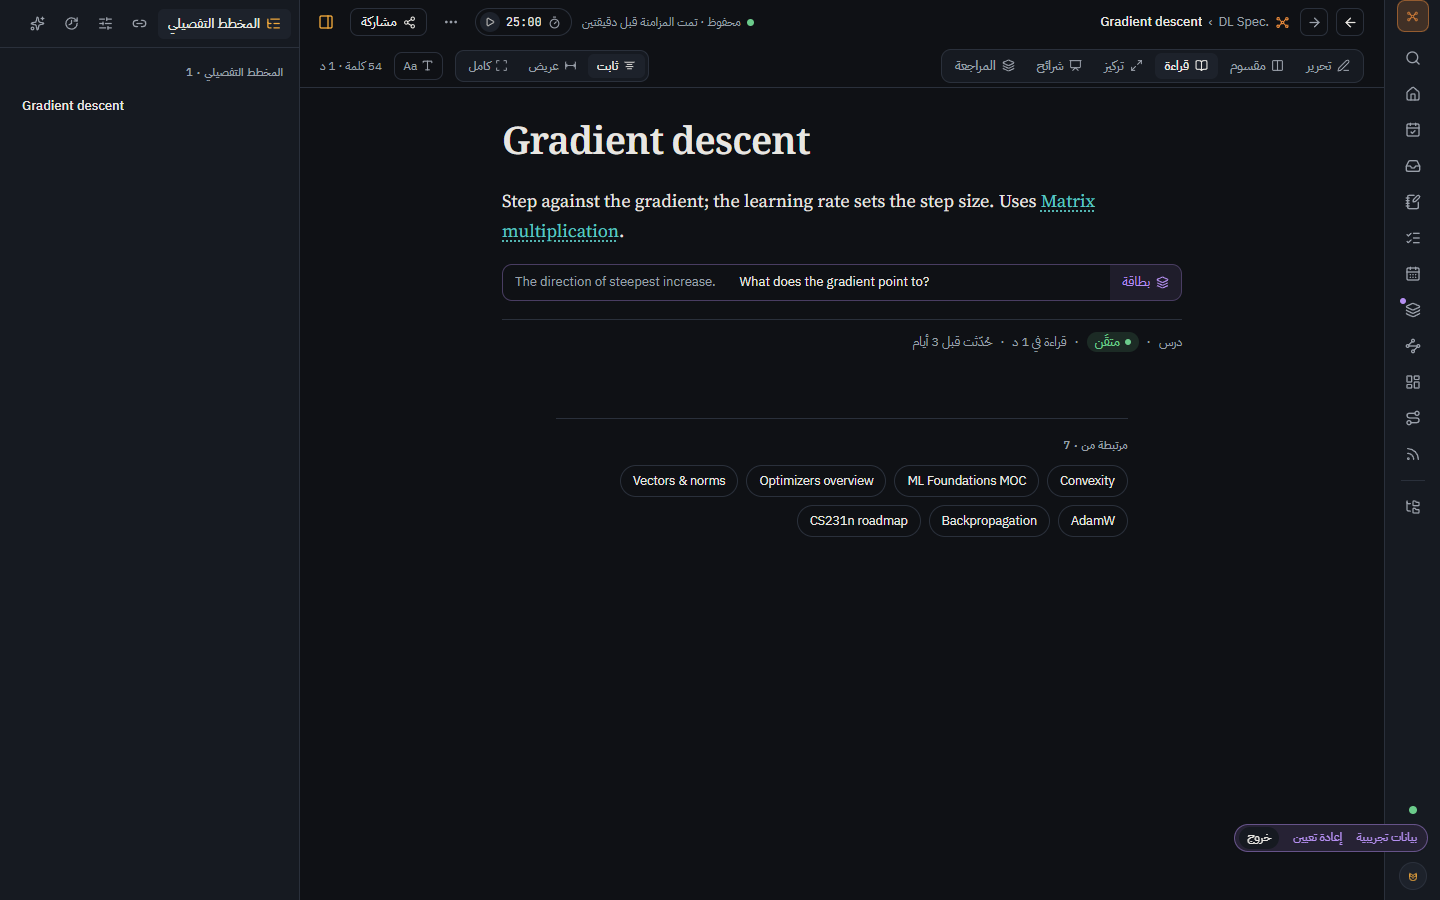 Gradient descent ‹ DL Spec.
محفوظ · تمت المزامنة قبل دقيقتين
25:00
مشاركة
المخطط التفصيلي
تحرير
مقسوم
قراءة
تركيز
شرائح
المراجعة
ثابت
عريض
كامل
Aa
54 كلمة · 1 د
المخطط التفصيلي · 1
Gradient descent
Gradient descent
Step against the gradient; the learning rate sets the step size. Uses Matrix
multiplication.
بطاقة
What does the gradient point to?
The direction of steepest increase.
درس · متقَن · قراءة في 1 د · حُدّثت قبل 3 أيام
مرتبطة من · 7
Convexity
ML Foundations MOC
Optimizers overview
Vectors & norms
AdamW
Backpropagation
CS231n roadmap
بيانات تجريبية
إعادة تعيين
خروج